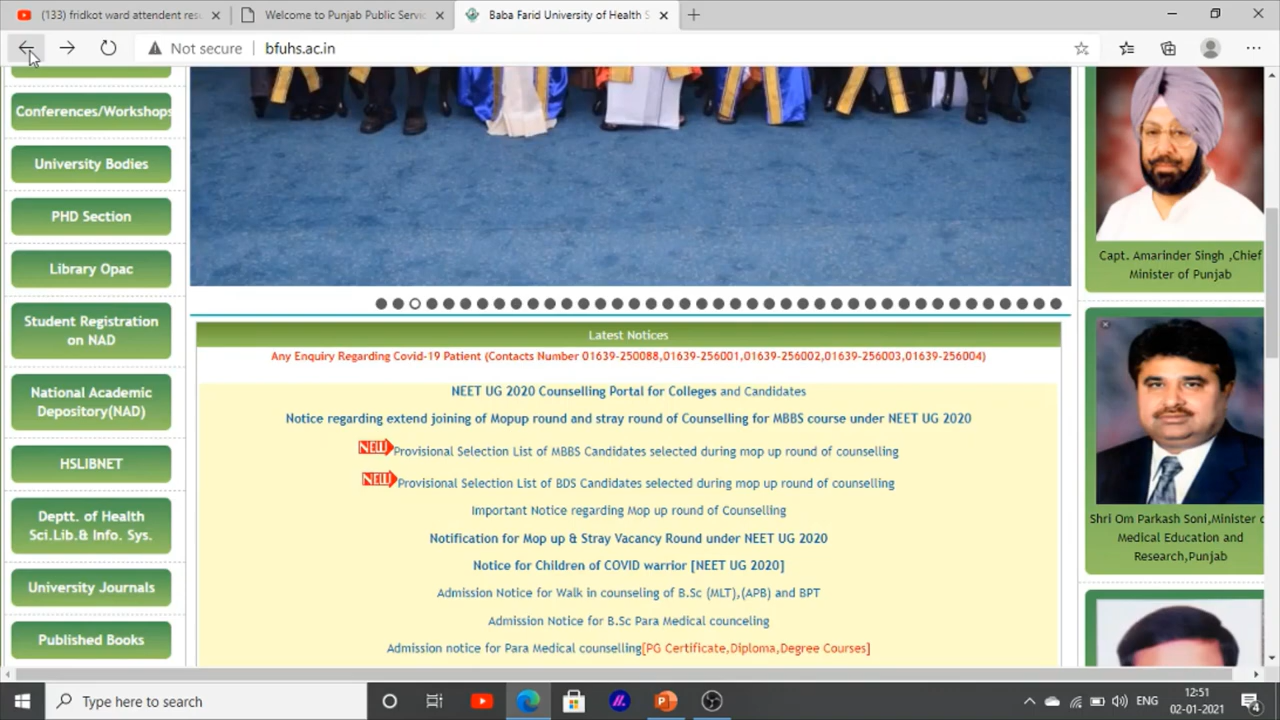 (133) fridkot ward attendent res
Welcome to Punjab Public Servic
Baba Farid University of Health S
Not secure
bfuhs.ac.in
Conferences/Workshops
University Bodies
PHD Section
Library Opac
Student Registration
on NAD
National Academic
Depository(NAD)
HSLIBNET
Deptt. of Health
Sci.Lib.& Info. Sys.
University Journals
Published Books
Latest Notices
Any Enquiry Regarding Covid-19 Patient (Contacts Number 01639-250088,01639-256001,01639-256002,01639-256003,01639-256004)
NEET UG 2020 Counselling Portal for Colleges and Candidates
Notice regarding extend joining of Mopup round and stray round of Counselling for MBBS course under NEET UG 2020
NEW Provisional Selection List of MBBS Candidates selected during mop up round of counselling
NEW Provisional Selection List of BDS Candidates selected during mop up round of counselling
Important Notice regarding Mop up round of Counselling
Notification for Mop up & Stray Vacancy Round under NEET UG 2020
Notice for Children of COVID warrior [NEET UG 2020]
Admission Notice for Walk in counseling of B.Sc (MLT),(APB) and BPT
Admission Notice for B.Sc Para Medical counceling
Admission notice for Para Medical counselling[PG Certificate,Diploma,Degree Courses]
Capt. Amarinder Singh ,Chief
Minister of Punjab
Shri Om Parkash Soni,Minister o
Medical Education and
Research,Punjab
Type here to search
ENG
12:51
02-01-2021
4